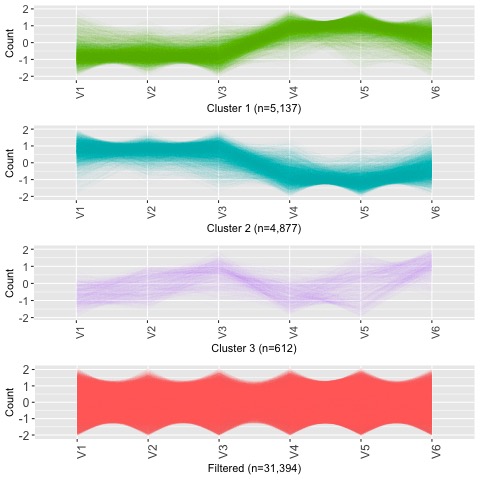 Count
2
1
0
-1
-2
V1 V2 V3 V4 V5 V6
Cluster 1 (n=5,137)
Count
2
1
0
-1
-2
V1 V2 V3 V4 V5 V6
Cluster 2 (n=4,877)
Count
2
1
0
-1
-2
V1 V2 V3 V4 V5 V6
Cluster 3 (n=612)
Count
2
1
0
-1
-2
V1 V2 V3 V4 V5 V6
Filtered (n=31,394)